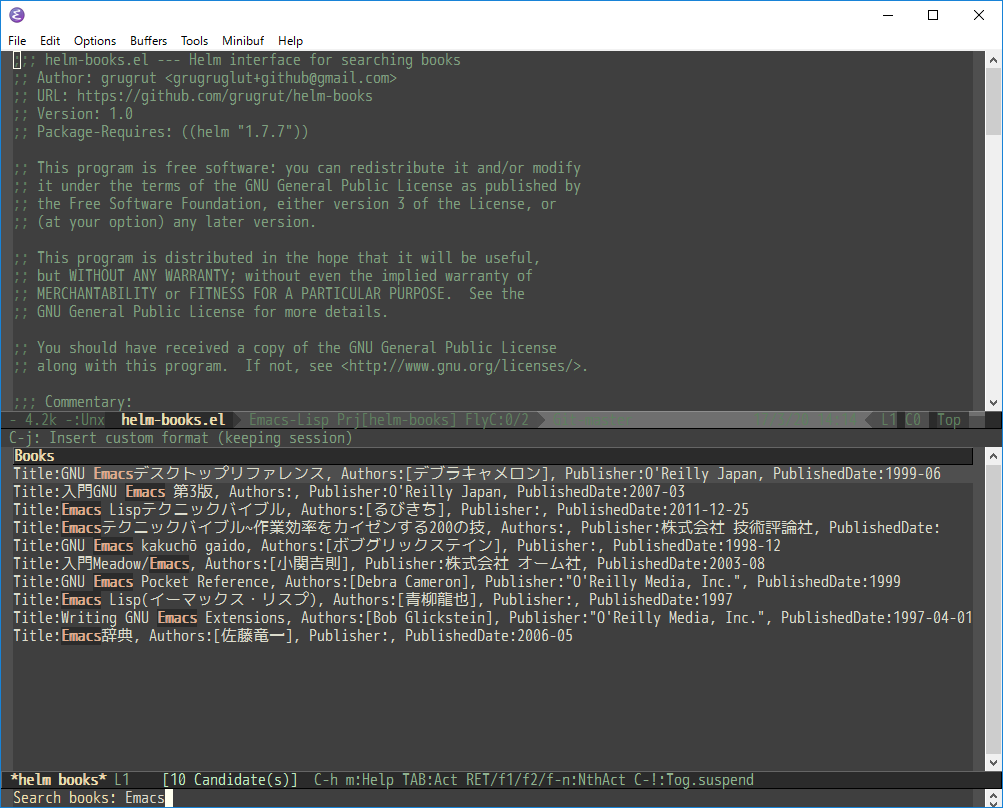 File Edit Options Buffers Tools Minibuf Help
;;; helm-books.el --- Helm interface for searching books
;; Author: grugrut <grugruglut+github@gmail.com>
;; URL: https://github.com/grugrut/helm-books
;; Version: 1.0
;; Package-Requires: ((helm "1.7.7"))
;; This program is free software: you can redistribute it and/or modify
;; it under the terms of the GNU General Public License as published by
;; the Free Software Foundation, either version 3 of the License, or
;; (at your option) any later version.
;; This program is distributed in the hope that it will be useful,
;; but WITHOUT ANY WARRANTY; without even the implied warranty of
;; MERCHANTABILITY or FITNESS FOR A PARTICULAR PURPOSE.  See the
;; GNU General Public License for more details.
;; You should have received a copy of the GNU General Public License
;; along with this program.  If not, see <http://www.gnu.org/licenses/>.
;;; Commentary:
- 4.2k -:Unx helm-books.el Emacs-Lisp Prj[helm-books] FlyC:0/2 L1 C0 Top
C-j: Insert custom format (keeping session)
Books
Title:GNU Emacsデスクトップリファレンス, Authors:[デブラキャメロン], Publisher:O'Reilly Japan, PublishedDate:1999-06
Title:入門GNU Emacs 第3版, Authors:, Publisher:O'Reilly Japan, PublishedDate:2007-03
Title:Emacs Lispテクニックバイブル, Authors:[るびきち], Publisher:, PublishedDate:2011-12-25
Title:Emacsテクニックバイブル~作業効率をカイゼンする200の技, Authors:, Publisher:株式会社 技術評論社, PublishedDate:
Title:GNU Emacs kakuchō gaido, Authors:[ボブグリックステイン], Publisher:, PublishedDate:1998-12
Title:入門Meadow/Emacs, Authors:[小関吉則], Publisher:株式会社 オーム社, PublishedDate:2003-08
Title:GNU Emacs Pocket Reference, Authors:[Debra Cameron], Publisher:"O'Reilly Media, Inc.", PublishedDate:1999
Title:Emacs Lisp(イーマックス・リスプ), Authors:[青柳龍也], Publisher:, PublishedDate:1997
Title:Writing GNU Emacs Extensions, Authors:[Bob Glickstein], Publisher:"O'Reilly Media, Inc.", PublishedDate:1997-04-01
Title:Emacs辞典, Authors:[佐藤竜一], Publisher:, PublishedDate:2006-05
*helm books* L1 [10 Candidate(s)] C-h m:Help TAB:Act RET/f1/f2/f-n:NthAct C-!:Tog.suspend
Search books: Emacs